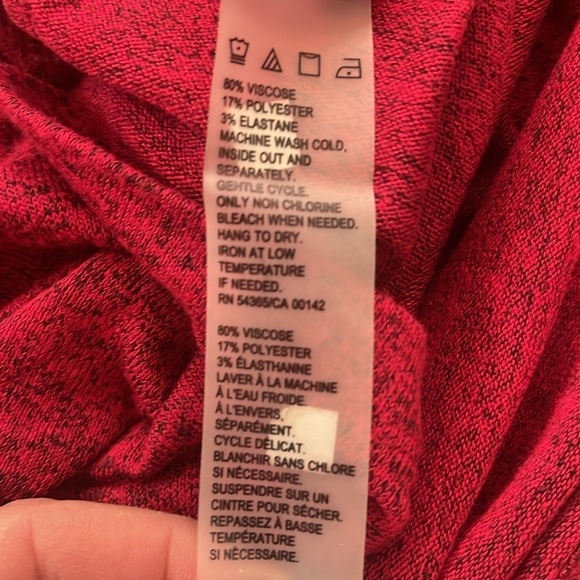 80% VISCOSE
17% POLYESTER
3% ELASTANE
MACHINE WASH COLD,
INSIDE OUT AND
SEPARATELY.
GENTLE CYCLE.
ONLY NON CHLORINE
BLEACH WHEN NEEDED.
HANG TO DRY.
IRON AT LOW
TEMPERATURE
IF NEEDED.
RN 54365/CA 00142
80% VISCOSE
17% POLYESTER
3% ÉLASTHANNE
LAVER À LA MACHINE
À L'EAU FROIDE.
À L'ENVERS,
SÉPARÉMENT.
CYCLE DÉLICAT.
BLANCHIR SANS CHLORE
SI NÉCESSAIRE.
SUSPENDRE SUR UN
CINTRE POUR SÉCHER.
REPASSEZ À BASSE
TEMPÉRATURE
SI NÉCESSAIRE.